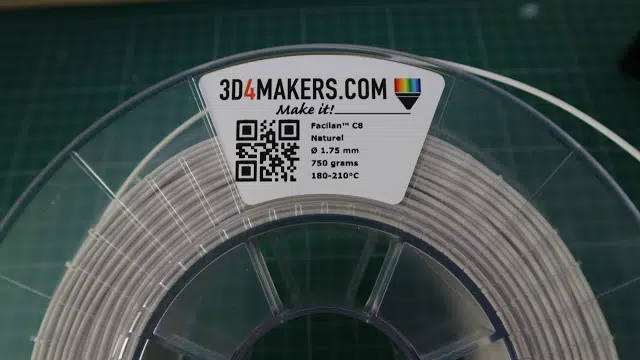 3D4MAKERS.COM
Make it!
Facilan™ C8
Naturel
Ø 1.75 mm
750 grams
180-210°C